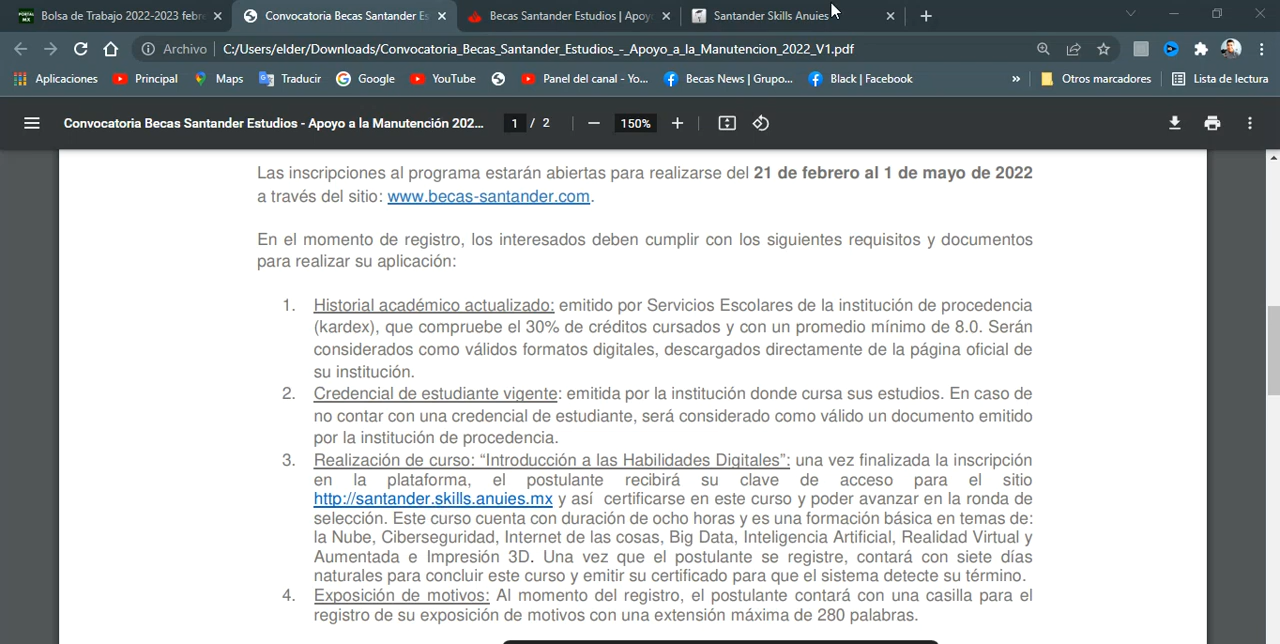 PORTAL MX
Bolsa de Trabajo 2022-2023 febr
Convocatoria Becas Santander Es
Becas Santander Estudios | Apoy
Santander Skills Anuies
Archivo
C:/Users/elder/Downloads/Convocatoria_Becas_Santander_Estudios_-_Apoyo_a_la_Manutencion_2022_V1.pdf
Aplicaciones
Principal
Maps
Traducir
Google
YouTube
Panel del canal - Yo...
Becas News | Grupo...
Black | Facebook
»
Otros marcadores
Lista de lectura
Convocatoria Becas Santander Estudios - Apoyo a la Manutención 202...
1 / 2
150%
Las inscripciones al programa estarán abiertas para realizarse del 21 de febrero al 1 de mayo de 2022
a través del sitio: www.becas-santander.com.
En el momento de registro, los interesados deben cumplir con los siguientes requisitos y documentos
para realizar su aplicación:
1. Historial académico actualizado: emitido por Servicios Escolares de la institución de procedencia
(kardex), que compruebe el 30% de créditos cursados y con un promedio mínimo de 8.0. Serán
considerados como válidos formatos digitales, descargados directamente de la página oficial de
su institución.
2. Credencial de estudiante vigente: emitida por la institución donde cursa sus estudios. En caso de
no contar con una credencial de estudiante, será considerado como válido un documento emitido
por la institución de procedencia.
3. Realización de curso: “Introducción a las Habilidades Digitales”: una vez finalizada la inscripción
en la plataforma, el postulante recibirá su clave de acceso para el sitio
http://santander.skills.anuies.mx y así certificarse en este curso y poder avanzar en la ronda de
selección. Este curso cuenta con duración de ocho horas y es una formación básica en temas de:
la Nube, Ciberseguridad, Internet de las cosas, Big Data, Inteligencia Artificial, Realidad Virtual y
Aumentada e Impresión 3D. Una vez que el postulante se registre, contará con siete días
naturales para concluir este curso y emitir su certificado para que el sistema detecte su término.
4. Exposición de motivos: Al momento del registro, el postulante contará con una casilla para el
registro de su exposición de motivos con una extensión máxima de 280 palabras.